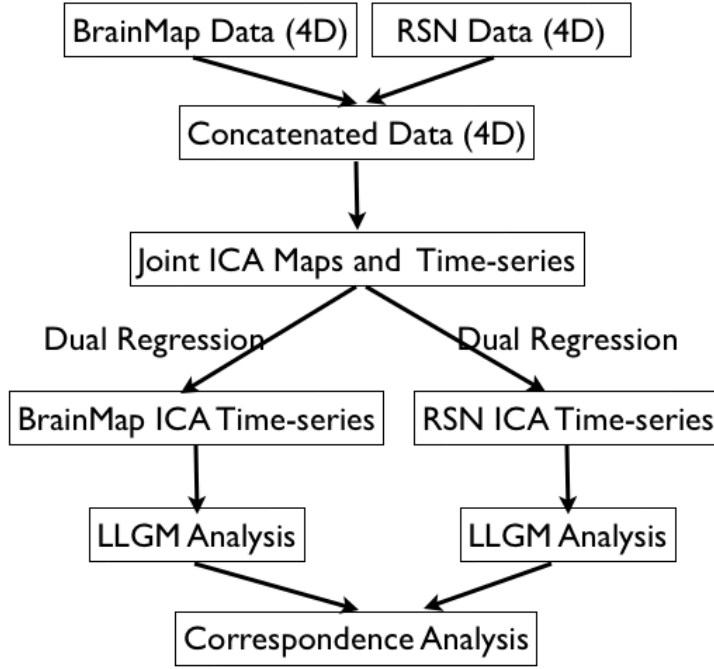 BrainMap Data (4D)
RSN Data (4D)
Concatenated Data (4D)
Joint ICA Maps and Time-series
Dual Regression
Dual Regression
BrainMap ICA Time-series
RSN ICA Time-series
LLGM Analysis
LLGM Analysis
Correspondence Analysis